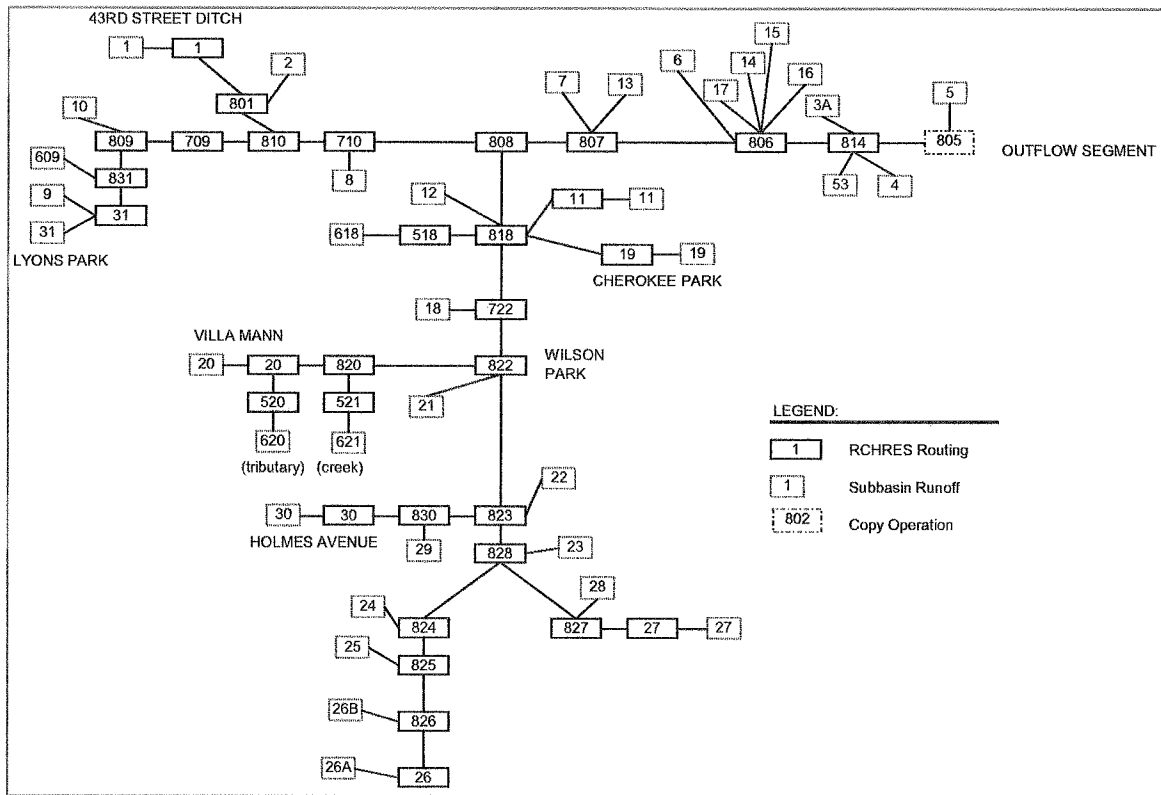 43RD STREET DITCH
1 1
2
801
10
809 709 810 710 808 807 806 814 805
7 13
6 17 14 15 16
3A
5
OUTFLOW SEGMENT
609
831
8
53 4
9
31
31
LYONS PARK
12
11 11
618 518 818
19 19
CHEROKEE PARK
18 722
VILLA MANN
20 20 820 822
WILSON
PARK
520 521
21
620 621
(tributary) (creek)
LEGEND:
1 RCHRES Routing
1 Subbasin Runoff
802 Copy Operation
22
30 30 830 823
HOLMES AVENUE
29
828 23
24
28
824
827 27 27
25
825
26B
826
26A
26